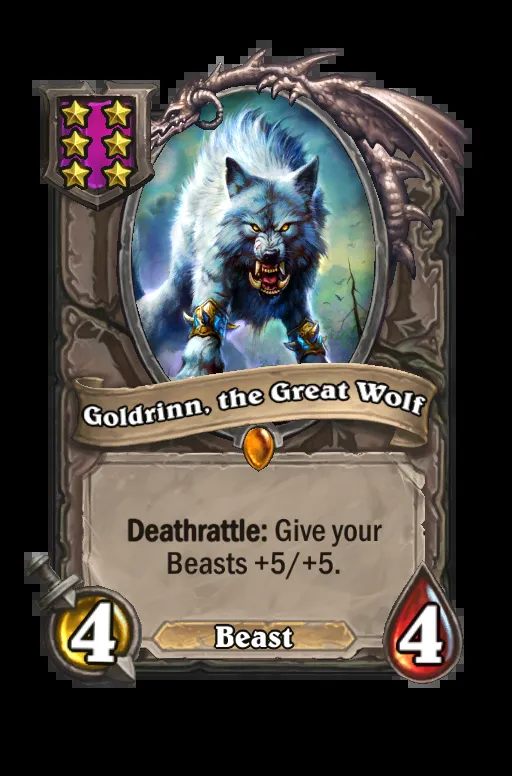 Goldrinn, the Great Wolf
Deathrattle: Give your
Beasts +5/+5.
4
Beast
4